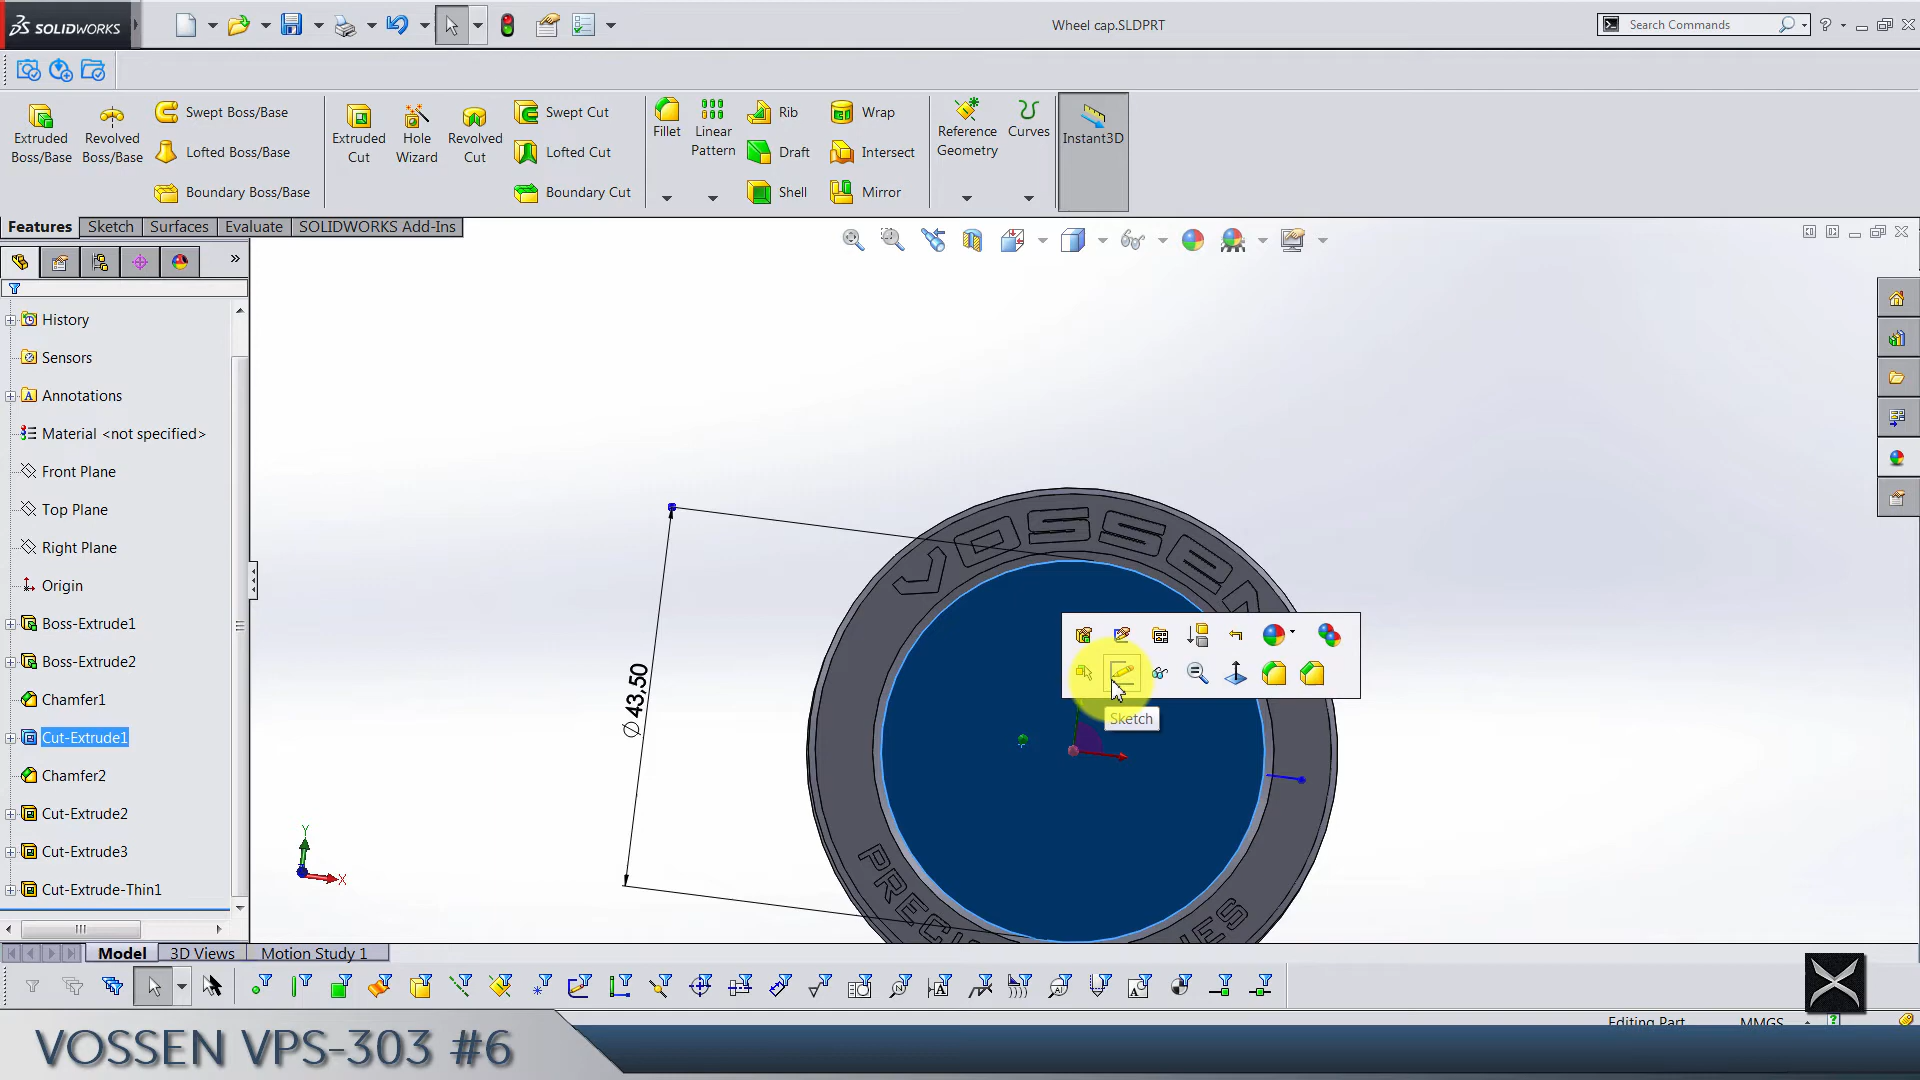 SOLIDWORKS
Wheel cap.SLDPRT
Search Commands
Extruded Boss/Base
Revolved Boss/Base
Swept Boss/Base
Lofted Boss/Base
Boundary Boss/Base
Extruded Cut
Hole Wizard
Revolved Cut
Swept Cut
Lofted Cut
Boundary Cut
Fillet
Linear Pattern
Rib
Draft
Shell
Wrap
Intersect
Mirror
Reference Geometry
Curves
Instant3D
Features
Sketch
Surfaces
Evaluate
SOLIDWORKS Add-Ins
History
Sensors
Annotations
Material <not specified>
Front Plane
Top Plane
Right Plane
Origin
Boss-Extrude1
Boss-Extrude2
Chamfer1
Cut-Extrude1
Chamfer2
Cut-Extrude2
Cut-Extrude3
Cut-Extrude-Thin1
Ø43,50
Sketch
Y
X
Model
3D Views
Motion Study 1
Editing Part
MMGS
VOSSEN VPS-303 #6